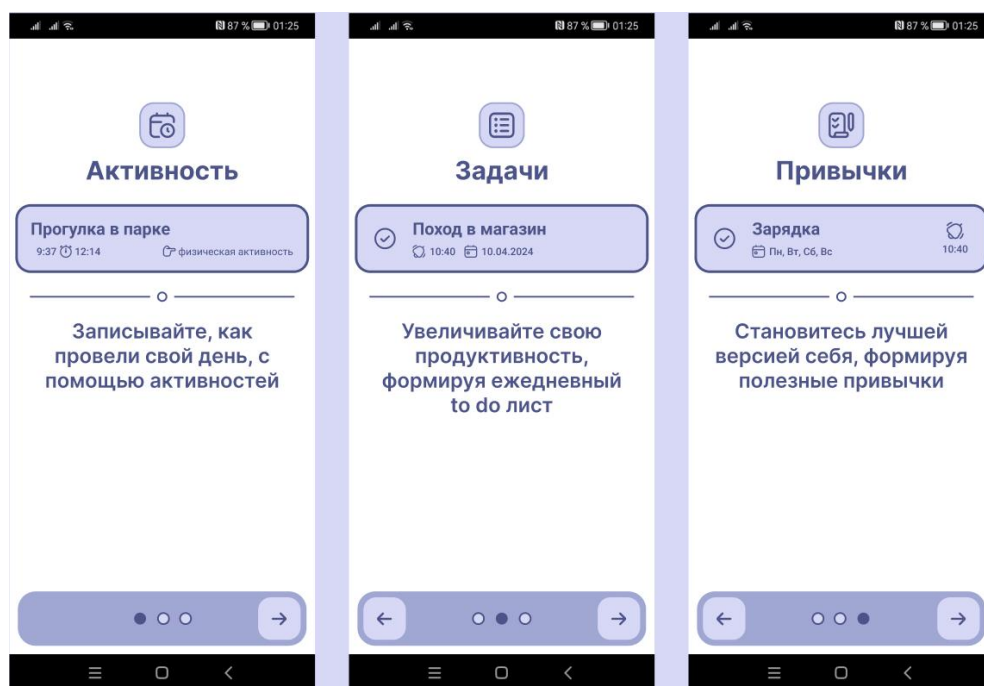 87 % 01:25
Активность
Прогулка в парке
9:37 12:14 физическая активность
Записывайте, как
провели свой день, с
помощью активностей
87 % 01:25
Задачи
Поход в магазин
10:40 10.04.2024
Увеличивайте свою
продуктивность,
формируя ежедневный
to do лист
87 % 01:25
Привычки
Зарядка
Пн, Вт, Сб, Вс
10:40
Становитесь лучшей
версией себя, формируя
полезные привычки